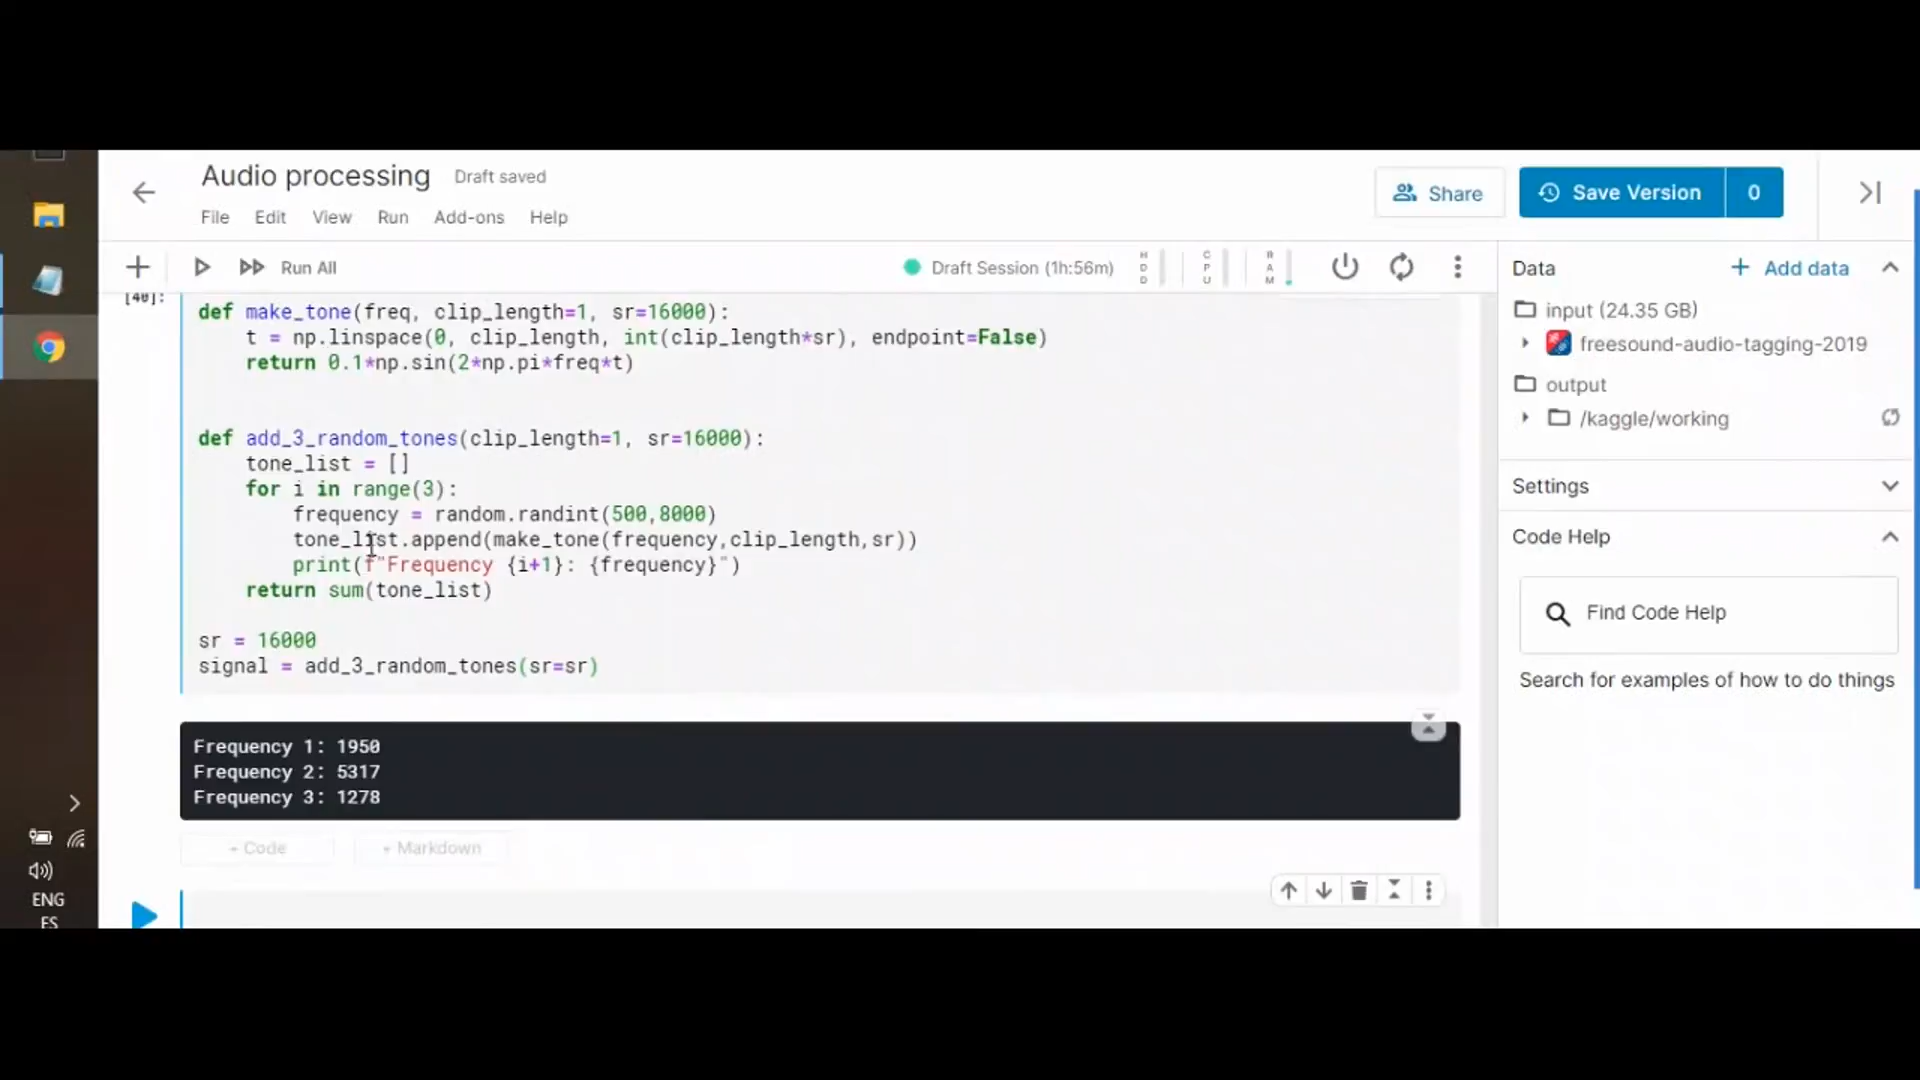 Audio processing Draft saved
File Edit View Run Add-ons Help
Share
Save Version 0
Run All
Draft Session (1h:56m)
HDD
CPU
RAM
[40]:
def make_tone(freq, clip_length=1, sr=16000):
    t = np.linspace(0, clip_length, int(clip_length*sr), endpoint=False)
    return 0.1*np.sin(2*np.pi*freq*t)
def add_3_random_tones(clip_length=1, sr=16000):
    tone_list = []
    for i in range(3):
        frequency = random.randint(500,8000)
        tone_list.append(make_tone(frequency,clip_length,sr))
        print(f"Frequency {i+1}: {frequency}")
    return sum(tone_list)
sr = 16000
signal = add_3_random_tones(sr=sr)
Frequency 1: 1950
Frequency 2: 5317
Frequency 3: 1278
+ Code + Markdown
Data + Add data
input (24.35 GB)
freesound-audio-tagging-2019
output
/kaggle/working
Settings
Code Help
Find Code Help
Search for examples of how to do things
ENG
ES